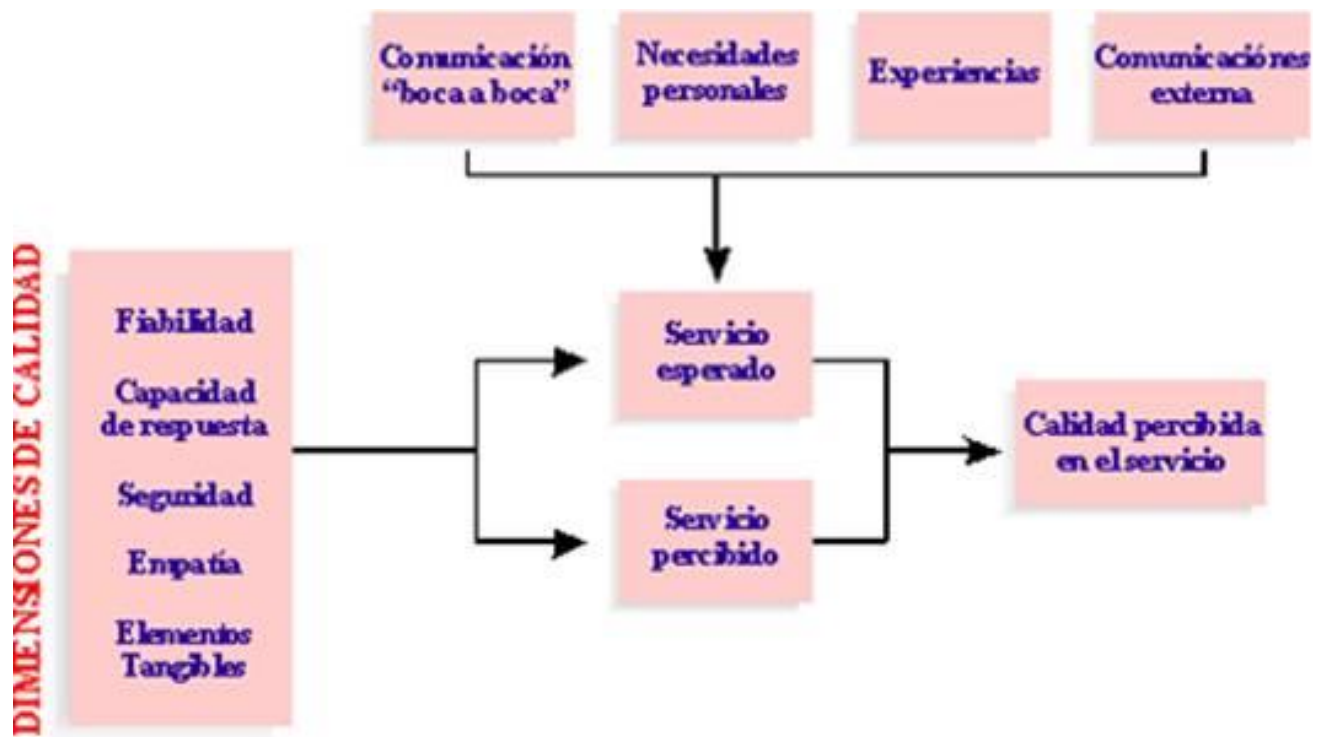 Comunicación
“boca a boca”
Necesidades
personales
Experiencias
Comunicaciónes
externa
DIMENSIONES DE CALIDAD
Fiabilidad
Capacidad
de respuesta
Seguridad
Empatía
Elementos
Tangibles
Servicio
esperado
Servicio
percibido
Calidad percibida
en el servicio